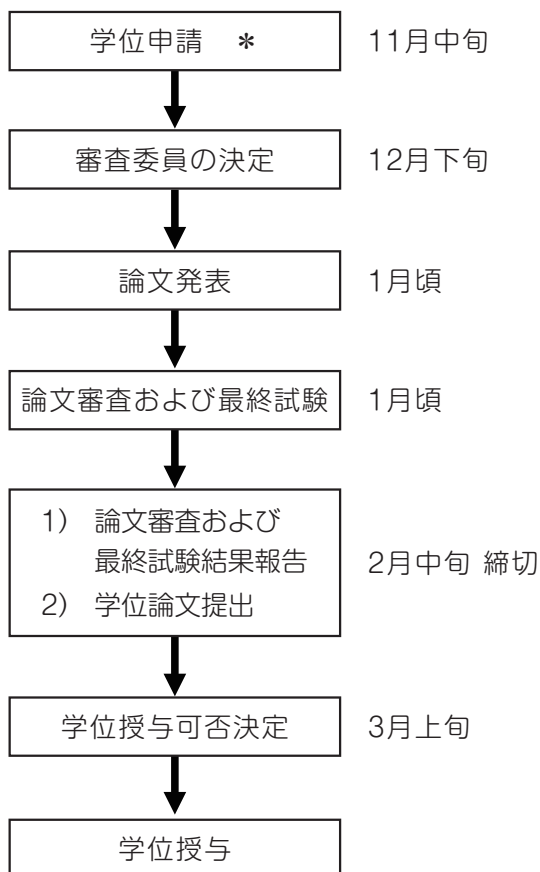 学位申請 * 11月中旬
審査委員の決定 12月下旬
論文発表 1月頃
論文審査および最終試験 1月頃
1) 論文審査および
最終試験結果報告
2月中旬 締切
2) 学位論文提出
学位授与可否決定 3月上旬
学位授与